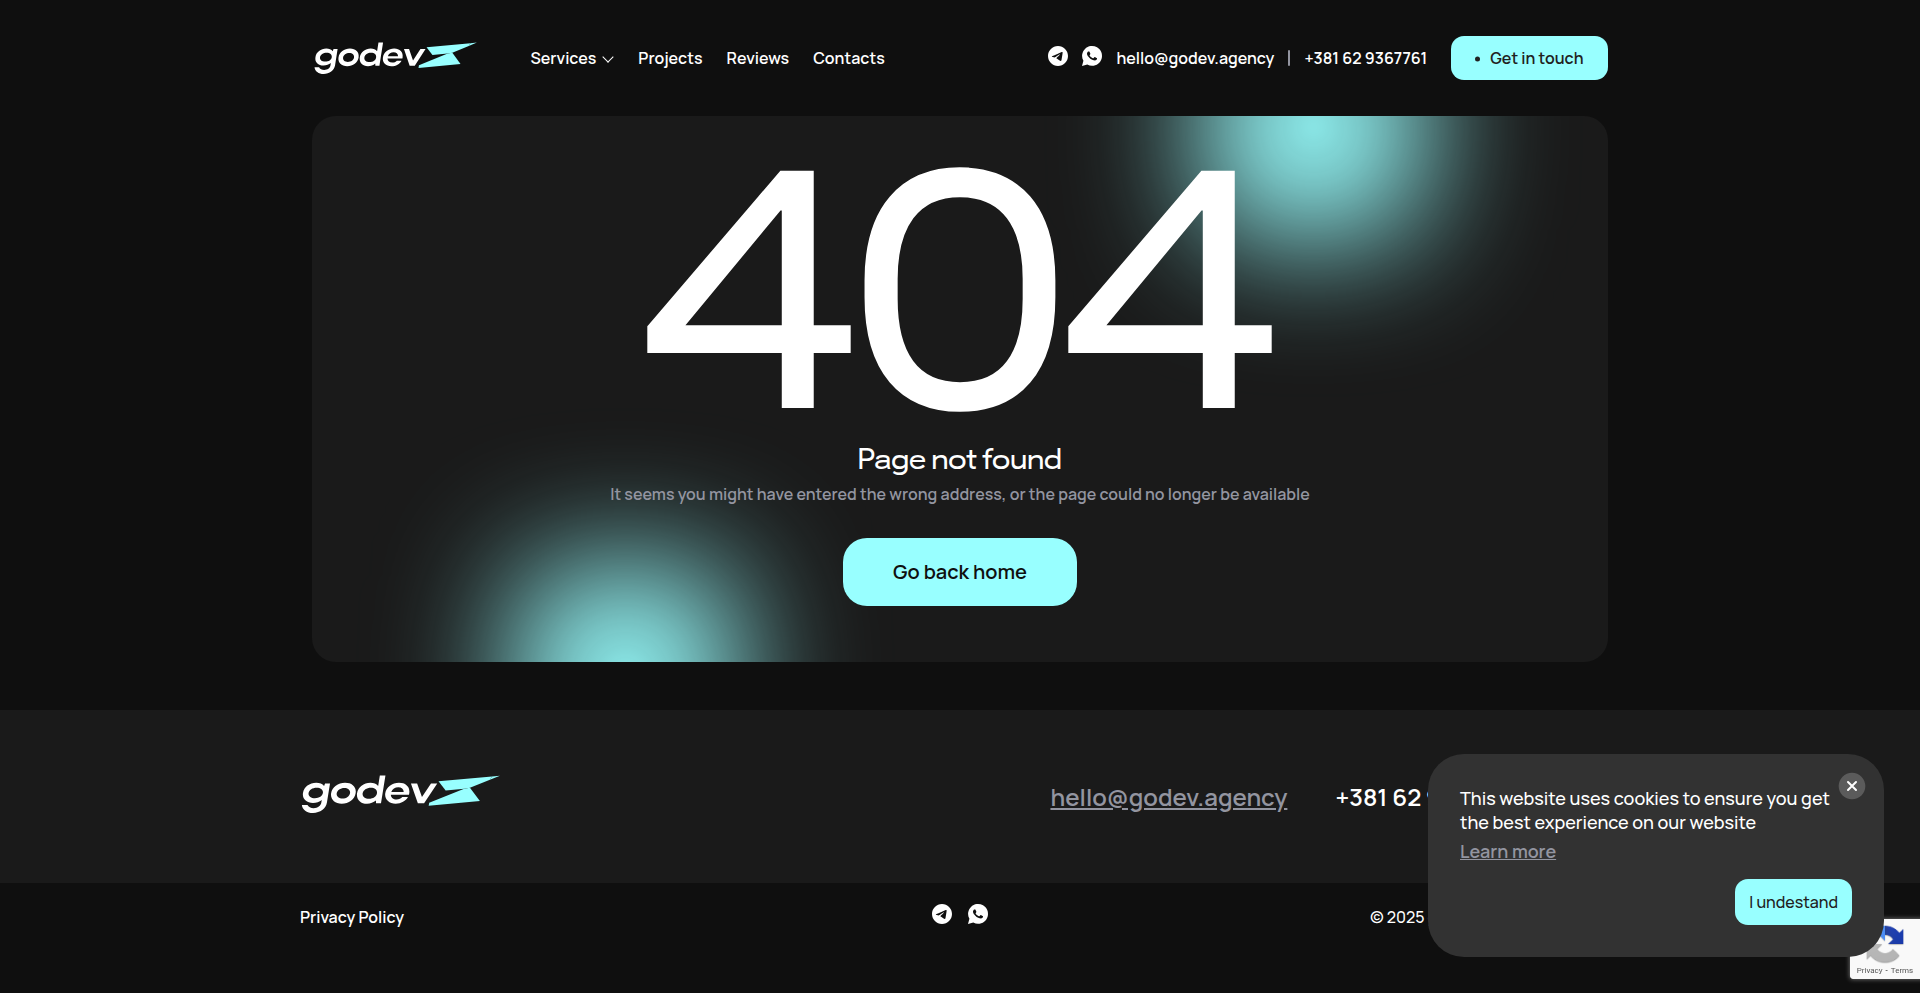 godev
Services
Projects
Reviews
Contacts
hello@godev.agency
+381 62 9367761
Get in touch
404
Page not found
It seems you might have entered the wrong address, or the page could no longer be available
Go back home
godev
hello@godev.agency
+381 62
This website uses cookies to ensure you get
the best experience on our website
Learn more
I undestand
Privacy Policy
© 2025
Privacy - Terms